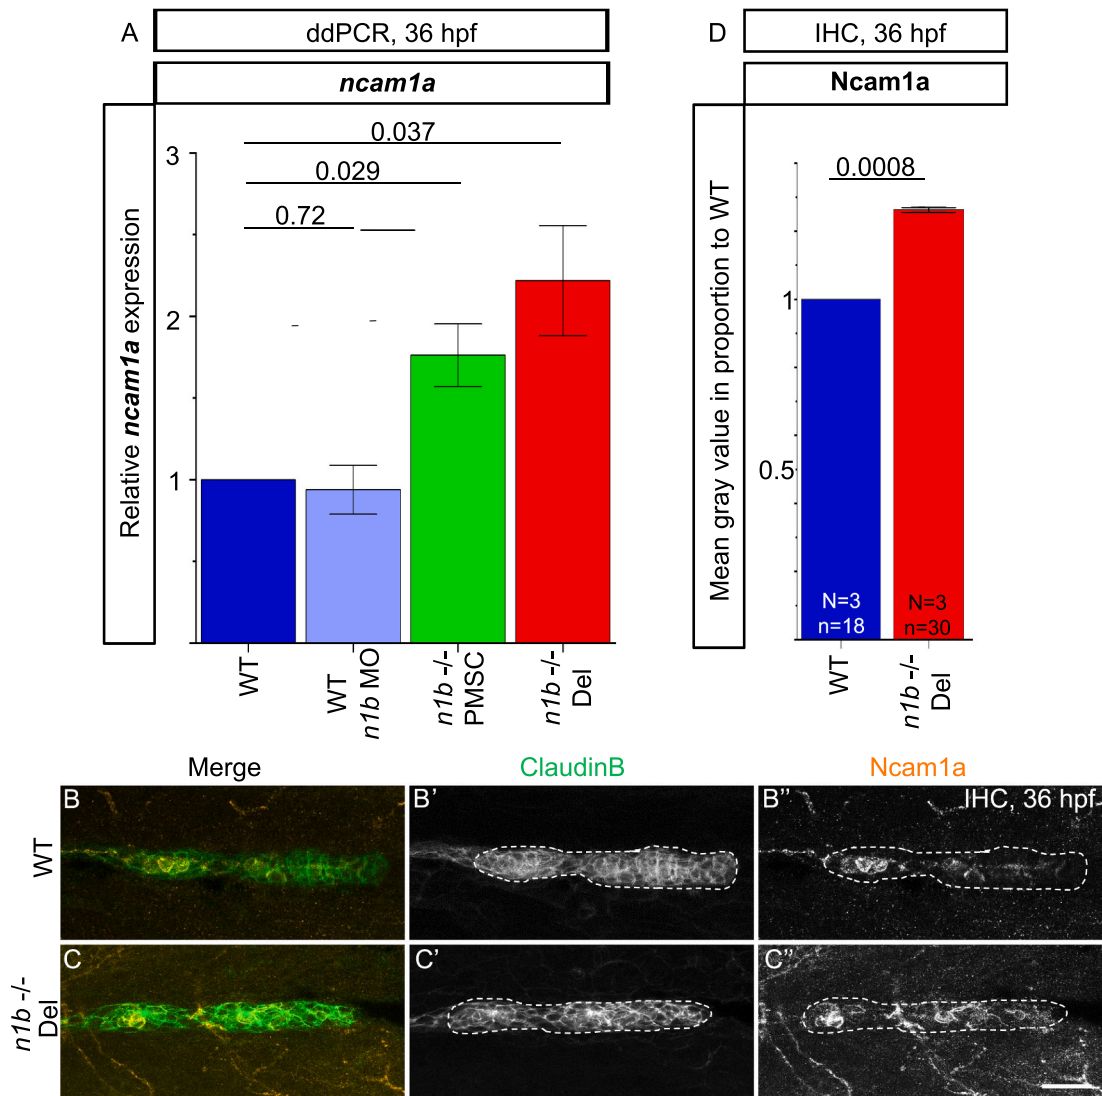 A
ddPCR, 36 hpf
ncam1a
Relative ncam1a expression
3
2
1
0.037
0.029
0.72
WT
WT
n1b MO
n1b -/-
PMSC
n1b -/-
Del
D
IHC, 36 hpf
Ncam1a
Mean gray value in proportion to WT
1
0.5
0.0008
N=3
n=18
N=3
n=30
WT
n1b -/-
Del
Merge
ClaudinB
Ncam1a
WT
B
B'
B''
IHC, 36 hpf
n1b -/-
Del
C
C'
C''